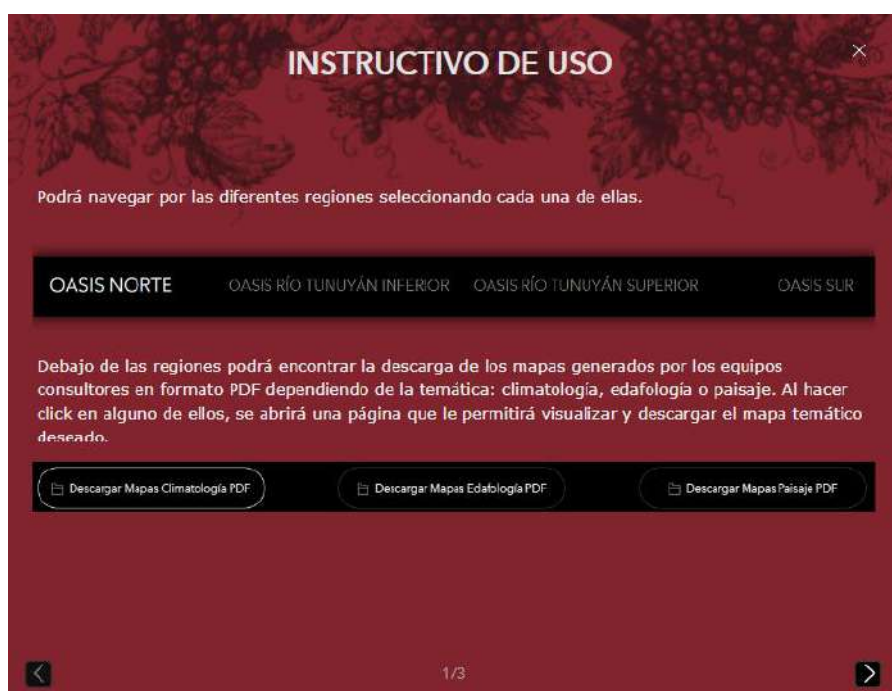 INSTRUCTIVO DE USO
Podrá navegar por las diferentes regiones seleccionando cada una de ellas.
OASIS NORTE OASIS RÍO TUNUYÁN INFERIOR OASIS RÍO TUNUYÁN SUPERIOR OASIS SUR
Debajo de las regiones podrá encontrar la descarga de los mapas generados por los equipos
consultores en formato PDF dependiendo de la temática: climatología, edafología o paisaje. Al hacer
click en alguno de ellos, se abrirá una página que le permitirá visualizar y descargar el mapa temático
deseado.
Descargar Mapas Climatología PDF Descargar Mapas Edafología PDF Descargar Mapas Paisaje PDF
1/3